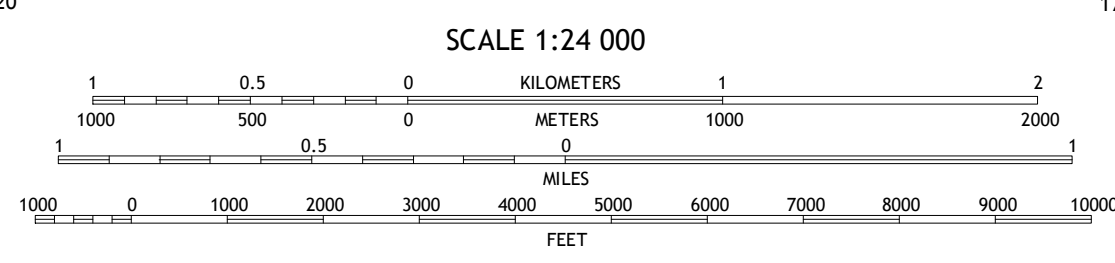 20
SCALE 1:24 000
1 0.5 0 KILOMETERS 1 2
1000 500 0 METERS 1000 2000
1 0.5 0 1
MILES
1000 0 1000 2000 3000 4000 5000 6000 7000 8000 9000 10000
FEET